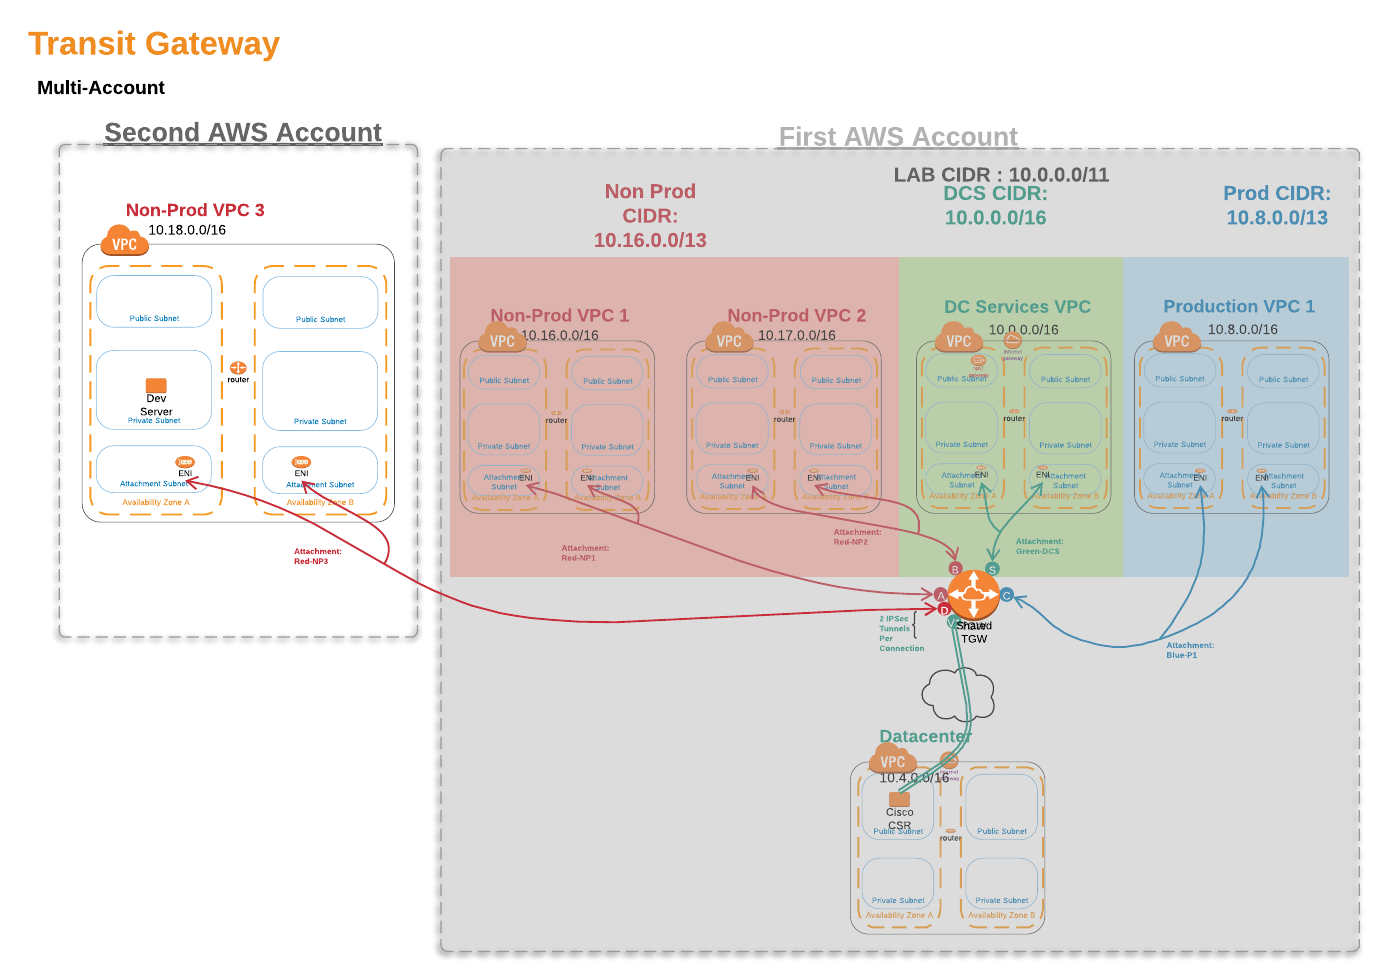 Transit Gateway
Multi-Account
Second AWS Account
Non-Prod VPC 3
10.18.0.0/16
VPC
Public Subnet
Public Subnet
router
Dev
Server
Private Subnet
Private Subnet
ENI
Attachment Subnet
ENI
Attachment Subnet
Availability Zone A
Availability Zone B
Attachment:
Red-NP3
First AWS Account
LAB CIDR : 10.0.0.0/11
Non Prod
CIDR:
10.16.0.0/13
DCS CIDR:
10.0.0.0/16
Prod CIDR:
10.8.0.0/13
Non-Prod VPC 1
10.16.0.0/16
VPC
Public Subnet
Public Subnet
router
Private Subnet
Private Subnet
Attachment
Subnet
ENI
ENI
Attachment
Subnet
Availability Zone A
Availability Zone B
Attachment:
Red-NP1
Non-Prod VPC 2
10.17.0.0/16
VPC
Public Subnet
Public Subnet
router
Private Subnet
Private Subnet
Attachment
Subnet
ENI
ENI
Attachment
Subnet
Availability Zone A
Availability Zone B
Attachment:
Red-NP2
DC Services VPC
10.0.0.0/16
VPC
internet
gateway
NAT
gateway
Public Subnet
Public Subnet
router
Private Subnet
Private Subnet
Attachment
Subnet
ENI
ENI
Attachment
Subnet
Availability Zone A
Availability Zone B
Attachment:
Green-DCS
Production VPC 1
10.8.0.0/16
VPC
Public Subnet
Public Subnet
router
Private Subnet
Private Subnet
Attachment
Subnet
ENI
ENI
Attachment
Subnet
Availability Zone A
Availability Zone B
Attachment:
Blue-P1
B
S
A
C
D
V
Shared
TGW
2 IPSec
Tunnels
Per
Connection
Datacenter
VPC
10.4.0.0/16
internet
gateway
Cisco
CSR
Public Subnet
Public Subnet
router
Private Subnet
Private Subnet
Availability Zone A
Availability Zone B